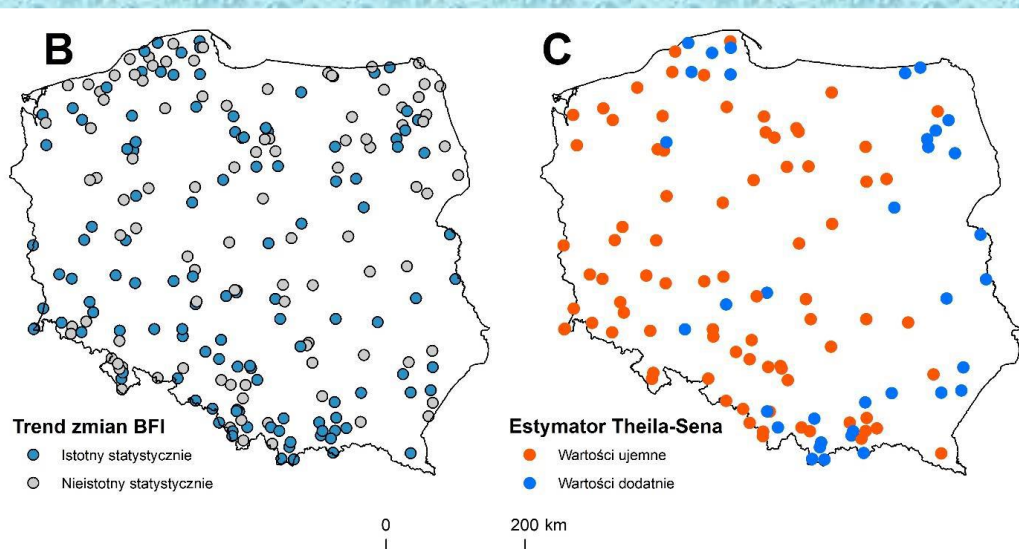 B
C
Trend zmian BFI
Istotny statystycznie
Nieistotny statystycznie
Estymator Theila-Sena
Wartości ujemne
Wartości dodatnie
0
200 km